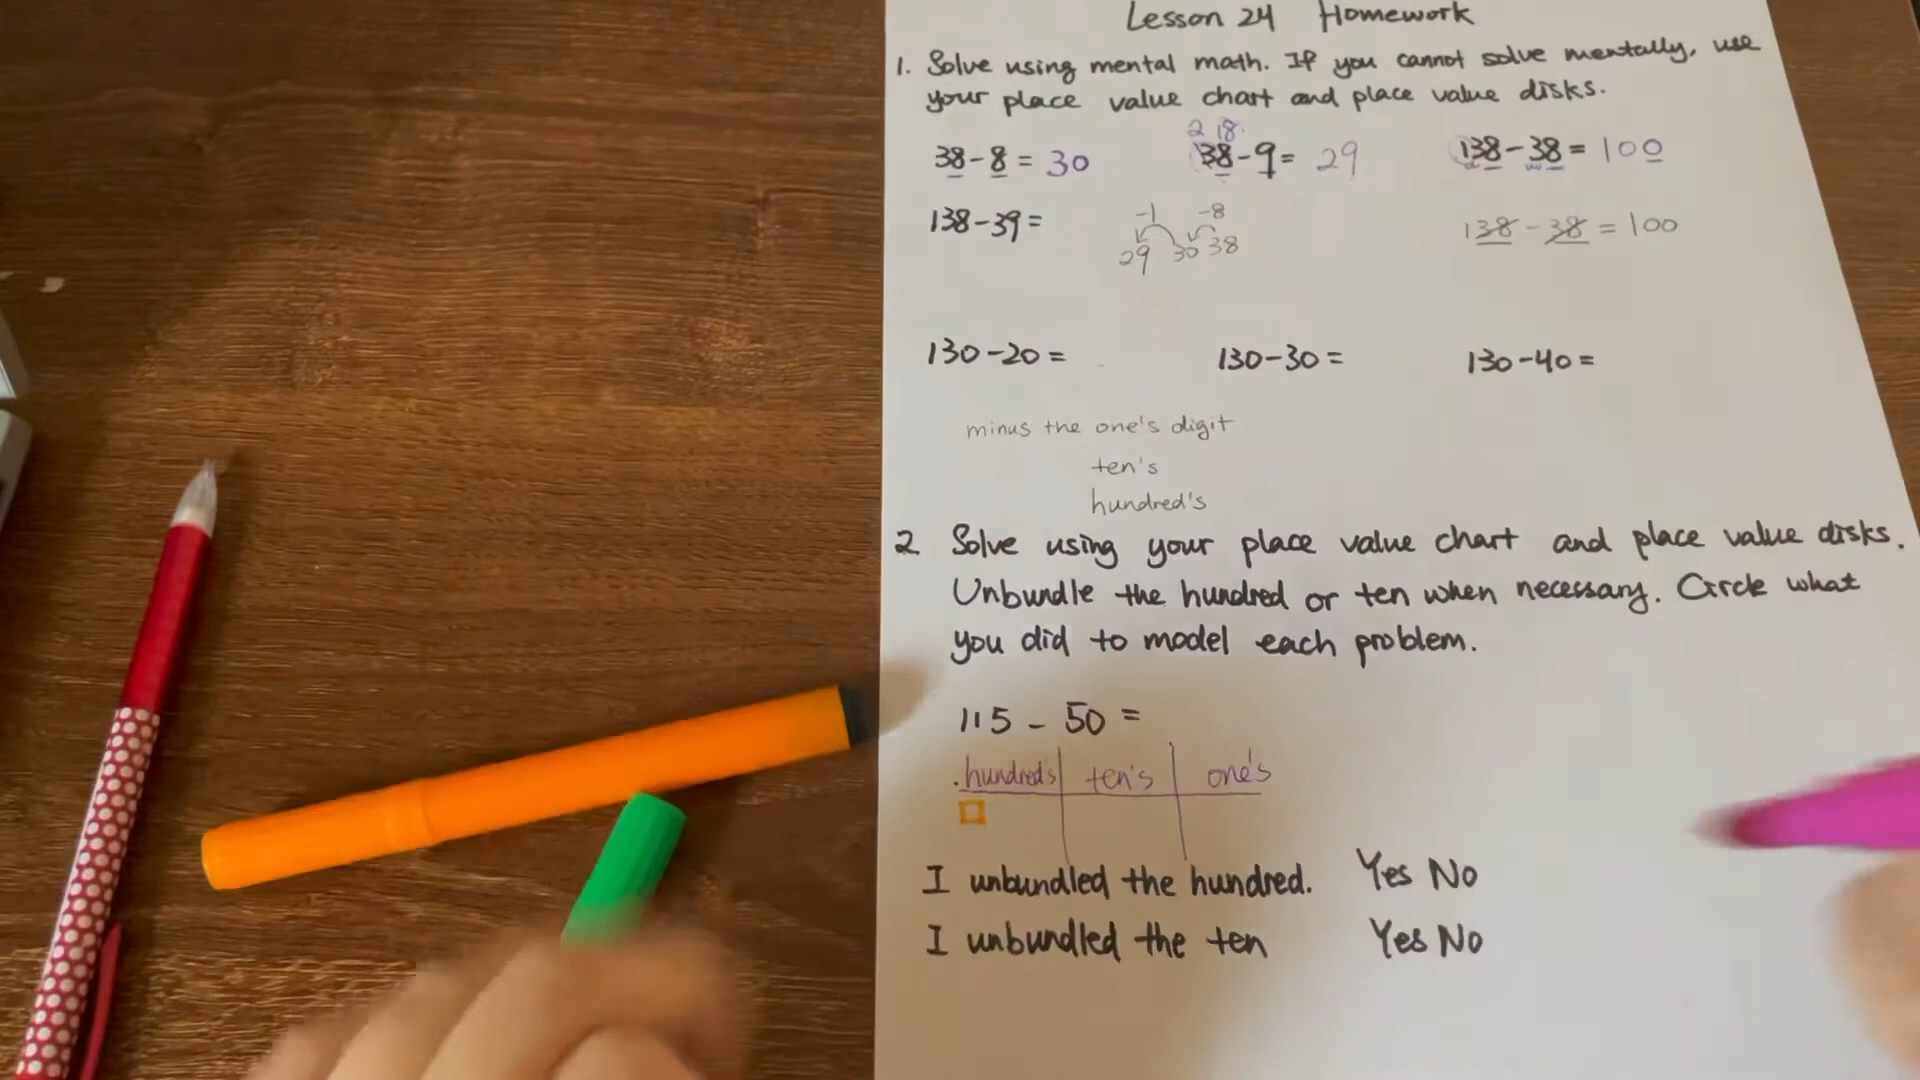 Lesson 24 Homework
1. Solve using mental math. If you cannot solve mentally, use
your place value chart and place value disks.
2 18
38-8=30 38-9=29 138-38=100
138-39= -1 -8 138-38=100
29 30 38
130-20= 130-30= 130-40=
minus the one's digit
ten's
hundred's
2. Solve using your place value chart and place value disks.
Unbundle the hundred or ten when necessary. Circle what
you did to model each problem.
115-50=
hundred's ten's one's
I unbundled the hundred. Yes No
I unbundled the ten Yes No